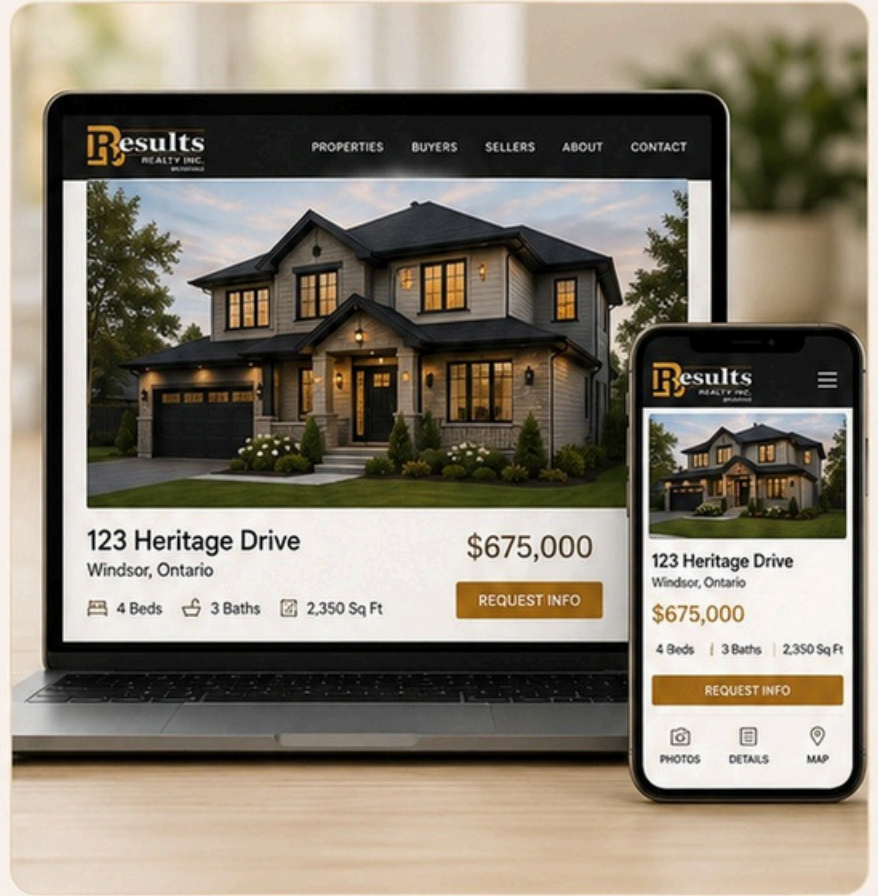 Results
REALTY INC.
PROPERTIES BUYERS SELLERS ABOUT CONTACT
123 Heritage Drive
Windsor, Ontario
$675,000
4 Beds 3 Baths 2,350 Sq Ft
REQUEST INFO
Results
REALTY INC.
123 Heritage Drive
Windsor, Ontario
$675,000
4 Beds 3 Baths 2,350 Sq Ft
REQUEST INFO
PHOTOS DETAILS MAP